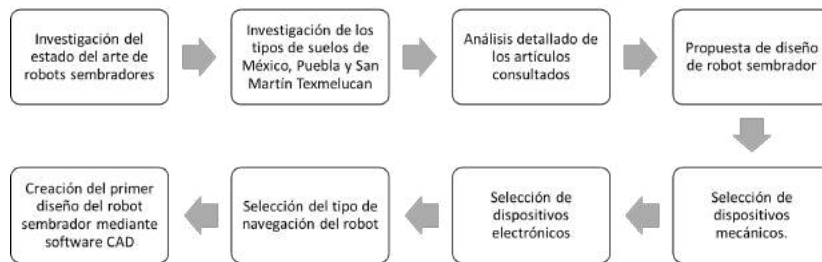 Investigación del
estado del arte de
robots sembradores
Investigación de los
tipos de suelos de
México, Puebla y San
Martín Texmelucan
Análisis detallado de
los artículos
consultados
Propuesta de diseño
de robot sembrador
Selección de
dispositivos
mecánicos.
Selección de
dispositivos
electrónicos
Selección del tipo de
navegación del robot
Creación del primer
diseño del robot
sembrador mediante
software CAD